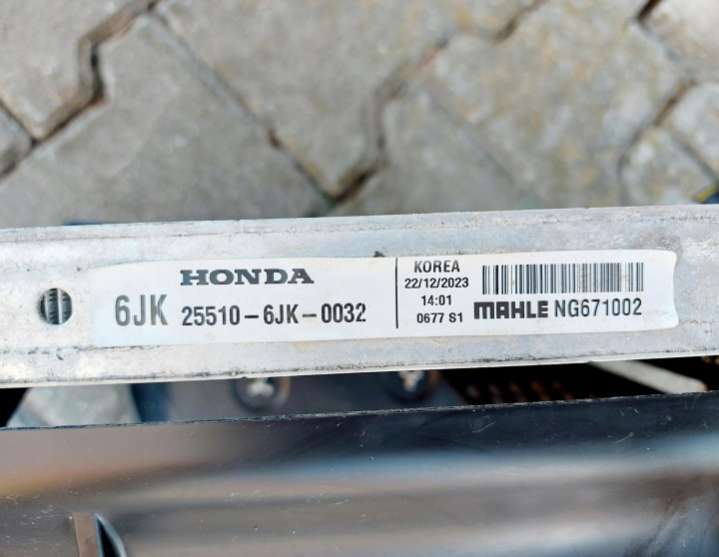 HONDA
6JK 25510-6JK-0032
KOREA
22/12/2023
14:01
0677 S1
MAHLE NG671002